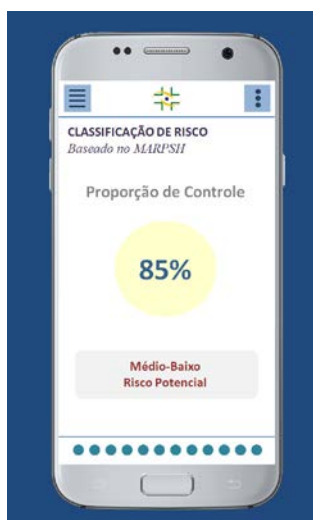 CLASSIFICAÇÃO DE RISCO
Baseado no MARPSH
Proporção de Controle
85%
Médio-Baixo
Risco Potencial